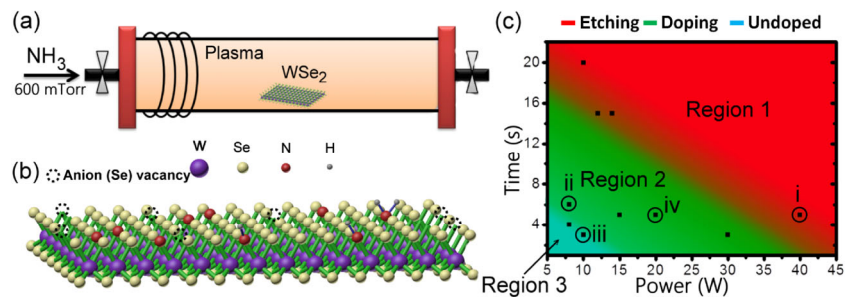 (a)
NH3
600 mTorr
Plasma
WSe2
(b)
W Se N H
Anion (Se) vacancy
(c)
Etching Doping Undoped
Time (s)
20
16
12
8
4
Region 1
Region 2
ii
iii
iv
i
Region 3
5 10 15 20 25 30 35 40 45
Power (W)